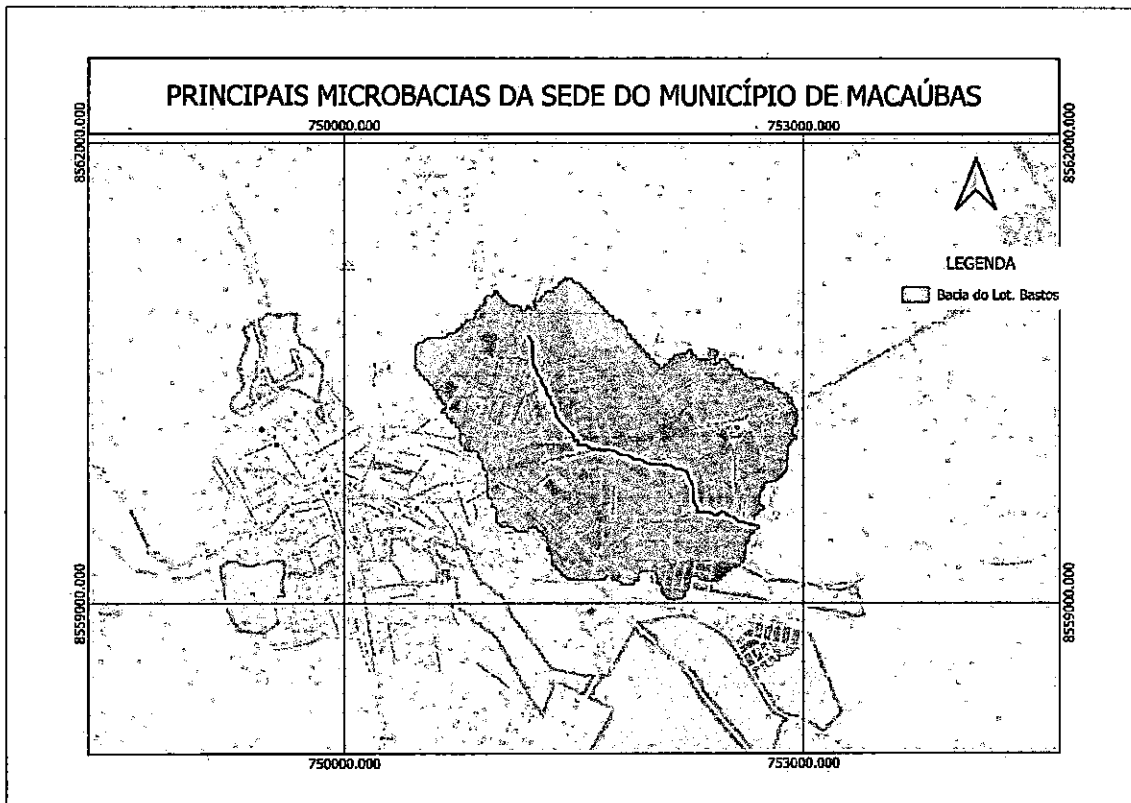 PRINCIPAIS MICROBACIAS DA SEDE DO MUNICÍPIO DE MACAÚBAS
750000.000
753000.000
8562000.000
8562000.000
LEGENDA
Bacia do Lot. Bastos
8559000.000
8559000.000
750000.000
753000.000